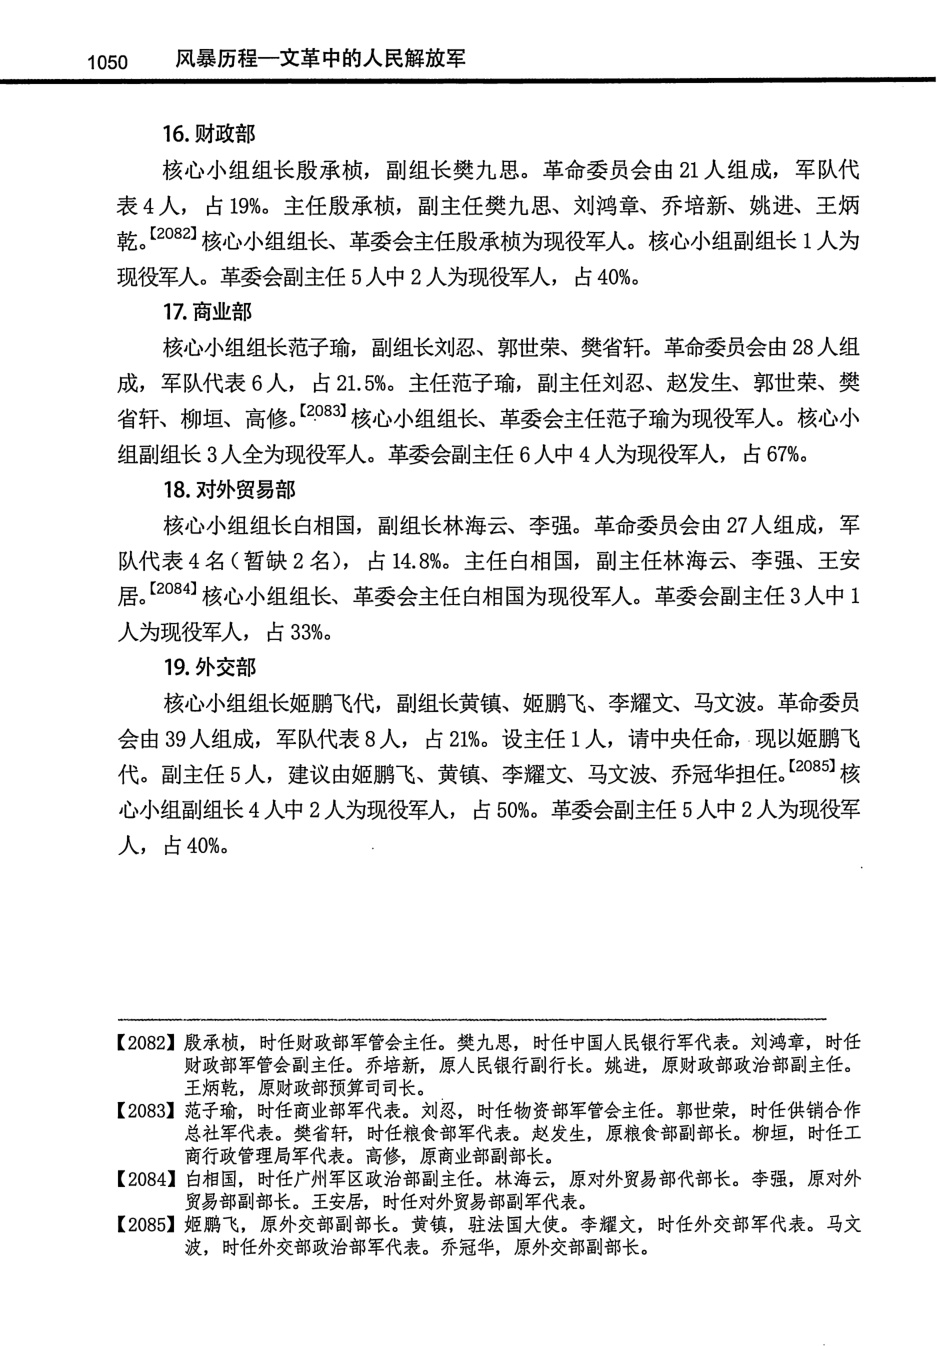 1050 风暴历程—文革中的人民解放军
16. 财政部
核心小组组长殷承桢，副组长樊九思。革命委员会由 21 人组成，军队代
表 4 人，占 19%。主任殷承桢，副主任樊九思、刘鸿章、乔培新、姚进、王炳
乾。【2082】核心小组组长、革委会主任殷承桢为现役军人。核心小组副组长 1 人为
现役军人。革委会副主任 5 人中 2 人为现役军人，占 40%。
17. 商业部
核心小组组长范子瑜，副组长刘忍、郭世荣、樊省轩。革命委员会由 28 人组
成，军队代表 6 人，占 21.5%。主任范子瑜，副主任刘忍、赵发生、郭世荣、樊
省轩、柳垣、高修。【2083】核心小组组长、革委会主任范子瑜为现役军人。核心小
组副组长 3 人全为现役军人。革委会副主任 6 人中 4 人为现役军人，占 67%。
18. 对外贸易部
核心小组组长白相国，副组长林海云、李强。革命委员会由 27 人组成，军
队代表 4 名（暂缺 2 名），占 14.8%。主任白相国，副主任林海云、李强、王安
居。【2084】核心小组组长、革委会主任白相国为现役军人。革委会副主任 3 人中 1
人为现役军人，占 33%。
19. 外交部
核心小组组长姬鹏飞代，副组长黄镇、姬鹏飞、李耀文、马文波。革命委员
会由 39 人组成，军队代表 8 人，占 21%。设主任 1 人，请中央任命，现以姬鹏飞
代。副主任 5 人，建议由姬鹏飞、黄镇、李耀文、马文波、乔冠华担任。【2085】核
心小组副组长 4 人中 2 人为现役军人，占 50%。革委会副主任 5 人中 2 人为现役军
人，占 40%。
【2082】殷承桢，时任财政部军管会主任。樊九思，时任中国人民银行军代表。刘鸿章，时任
财政部军管会副主任。乔培新，原人民银行副行长。姚进，原财政部政治部副主任。
王炳乾，原财政部预算司司长。
【2083】范子瑜，时任商业部军代表。刘忍，时任物资部军管会主任。郭世荣，时任供销合作
总社军代表。樊省轩，时任粮食部军代表。赵发生，原粮食部副部长。柳垣，时任工
商行政管理局军代表。高修，原商业部副部长。
【2084】白相国，时任广州军区政治部副主任。林海云，原对外贸易部代部长。李强，原对外
贸易部副部长。王安居，时任对外贸易部副军代表。
【2085】姬鹏飞，原外交部副部长。黄镇，驻法国大使。李耀文，时任外交部军代表。马文
波，时任外交部政治部军代表。乔冠华，原外交部副部长。